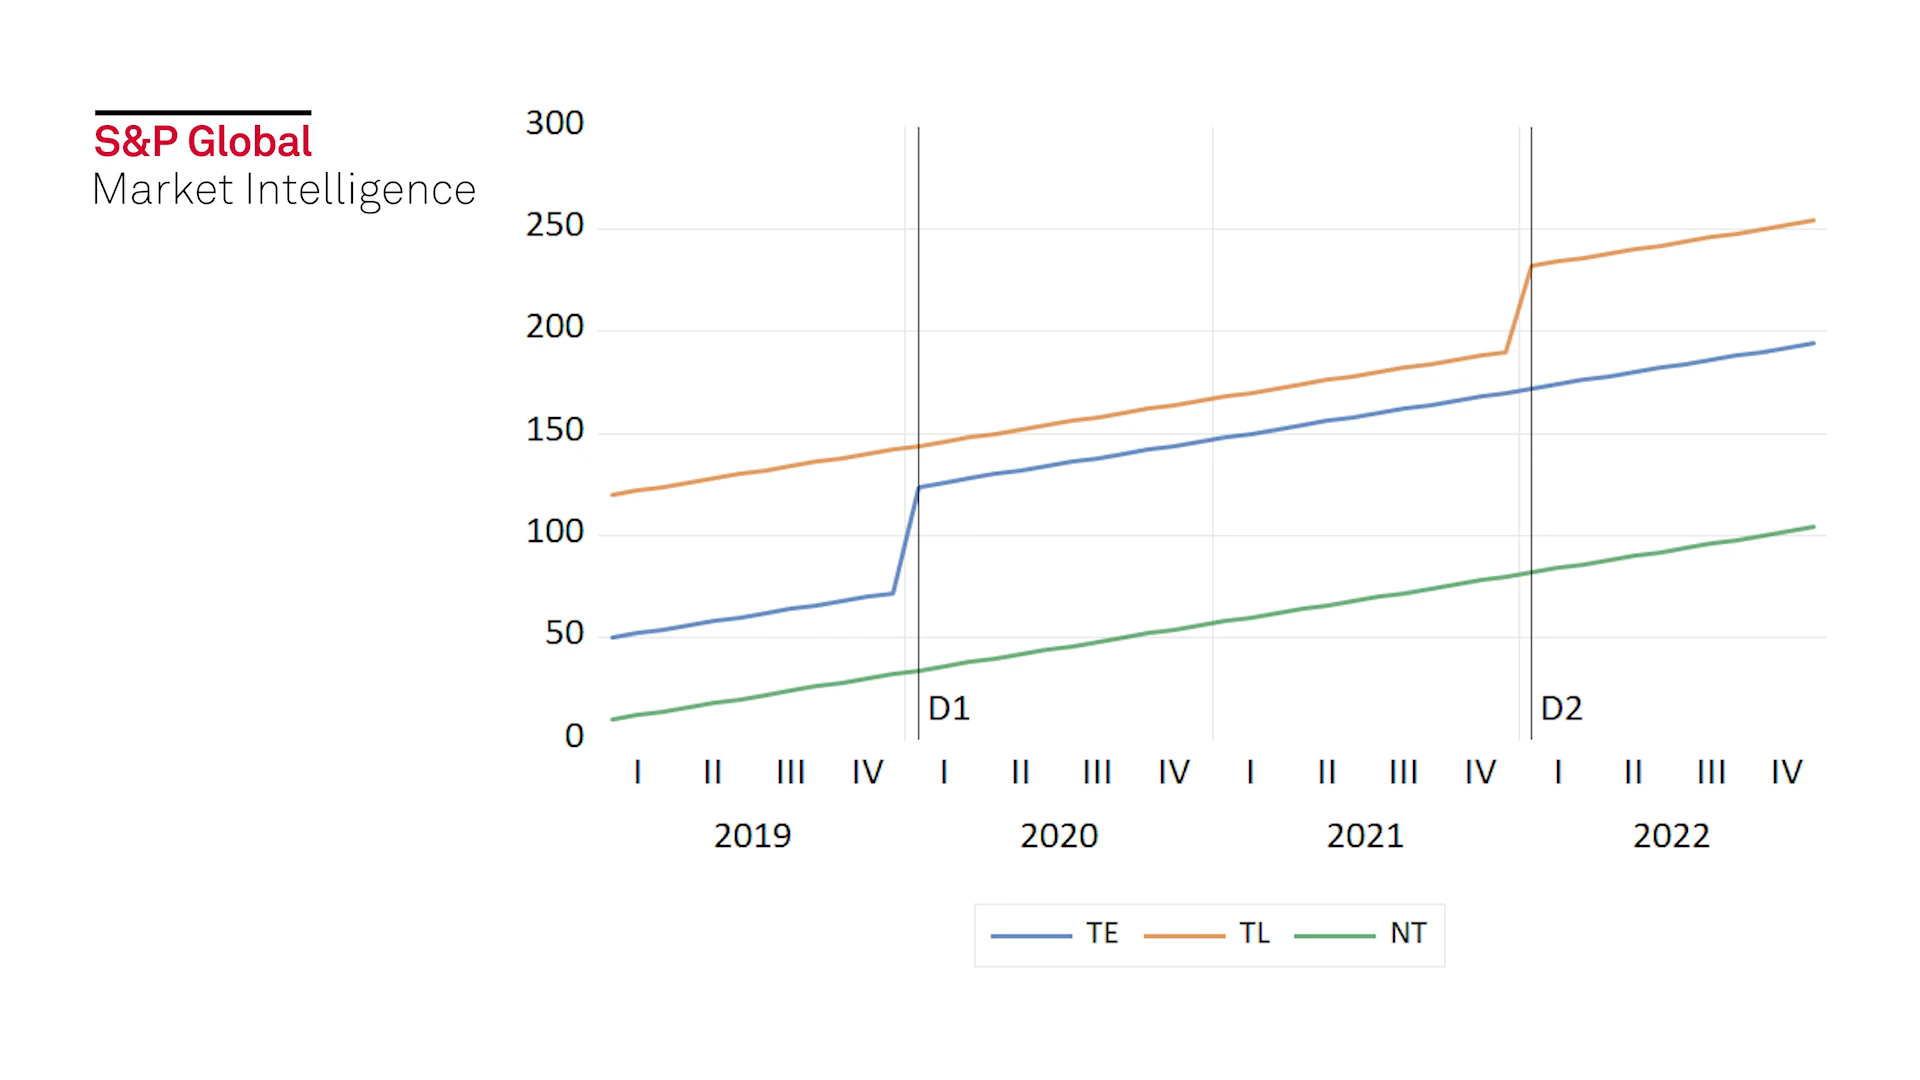 S&P Global
Market Intelligence
300
250
200
150
100
50
0
D1
D2
I II III IV I II III IV I II III IV I II III IV
2019 2020 2021 2022
TE TL NT